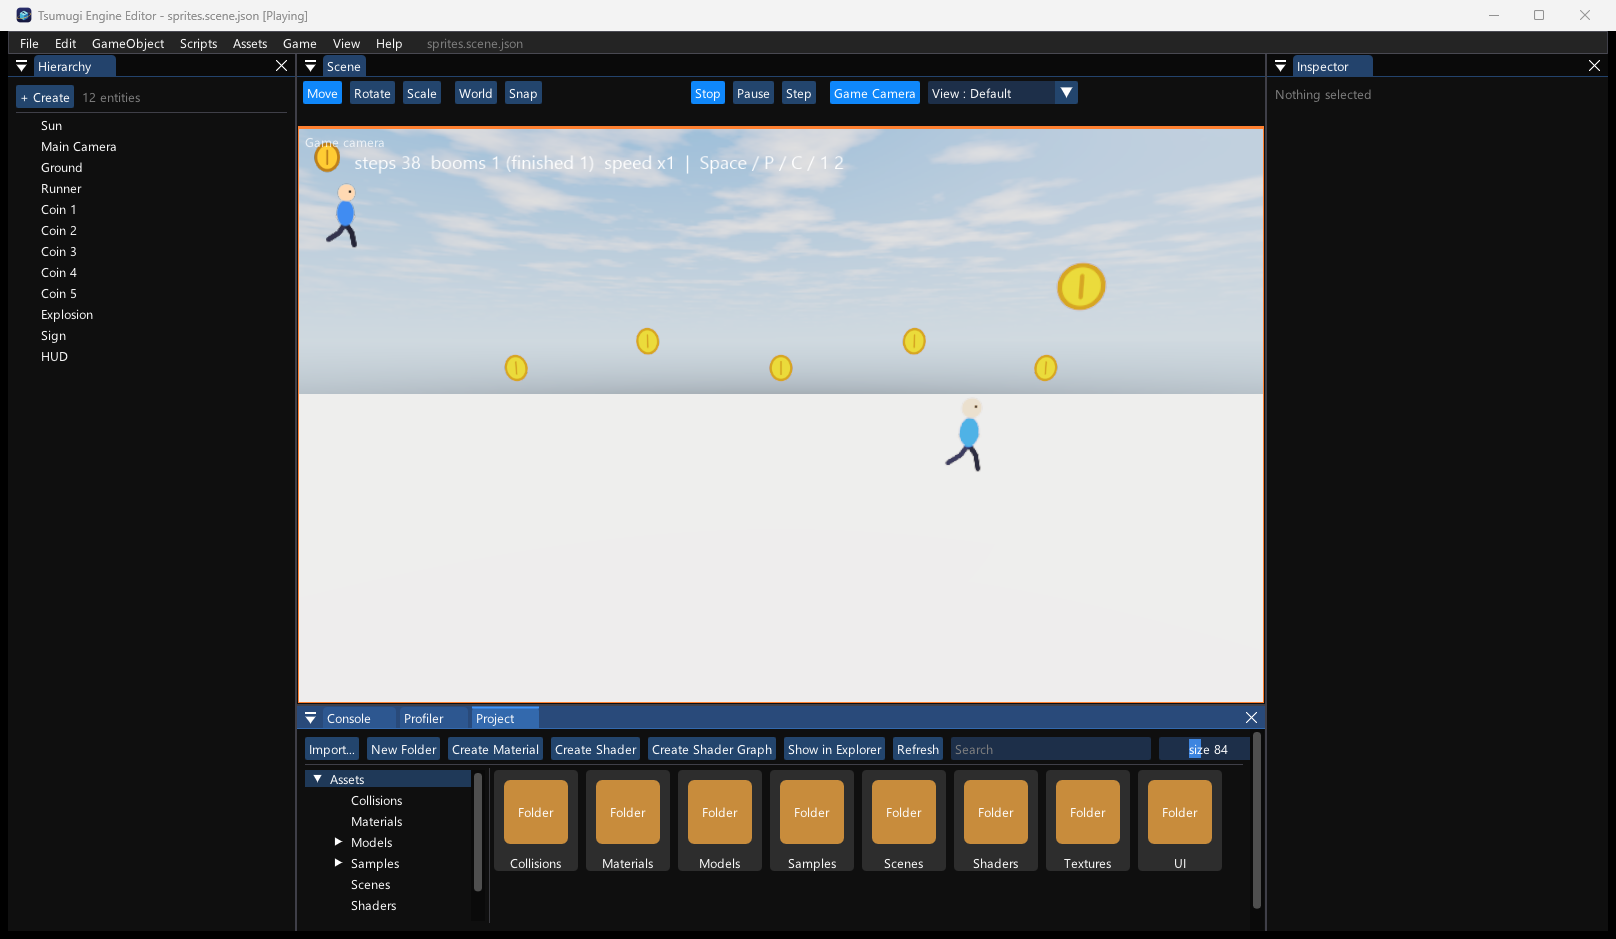 Tsumugi Engine Editor - sprites.scene.json [Playing]
File Edit GameObject Scripts Assets Game View Help sprites.scene.json
Hierarchy
+ Create 12 entities
Sun
Main Camera
Ground
Runner
Coin 1
Coin 2
Coin 3
Coin 4
Coin 5
Explosion
Sign
HUD
Scene
Move Rotate Scale World Snap Stop Pause Step Game Camera View : Default
Game camera
steps 38 booms 1 (finished 1) speed x1 | Space / P / C / 1 2
Inspector
Nothing selected
Console Profiler Project
Import... New Folder Create Material Create Shader Create Shader Graph Show in Explorer Refresh Search size 84
Assets
Collisions
Materials
Models
Samples
Scenes
Shaders
Folder Folder Folder Folder Folder Folder Folder Folder
Collisions Materials Models Samples Scenes Shaders Textures UI